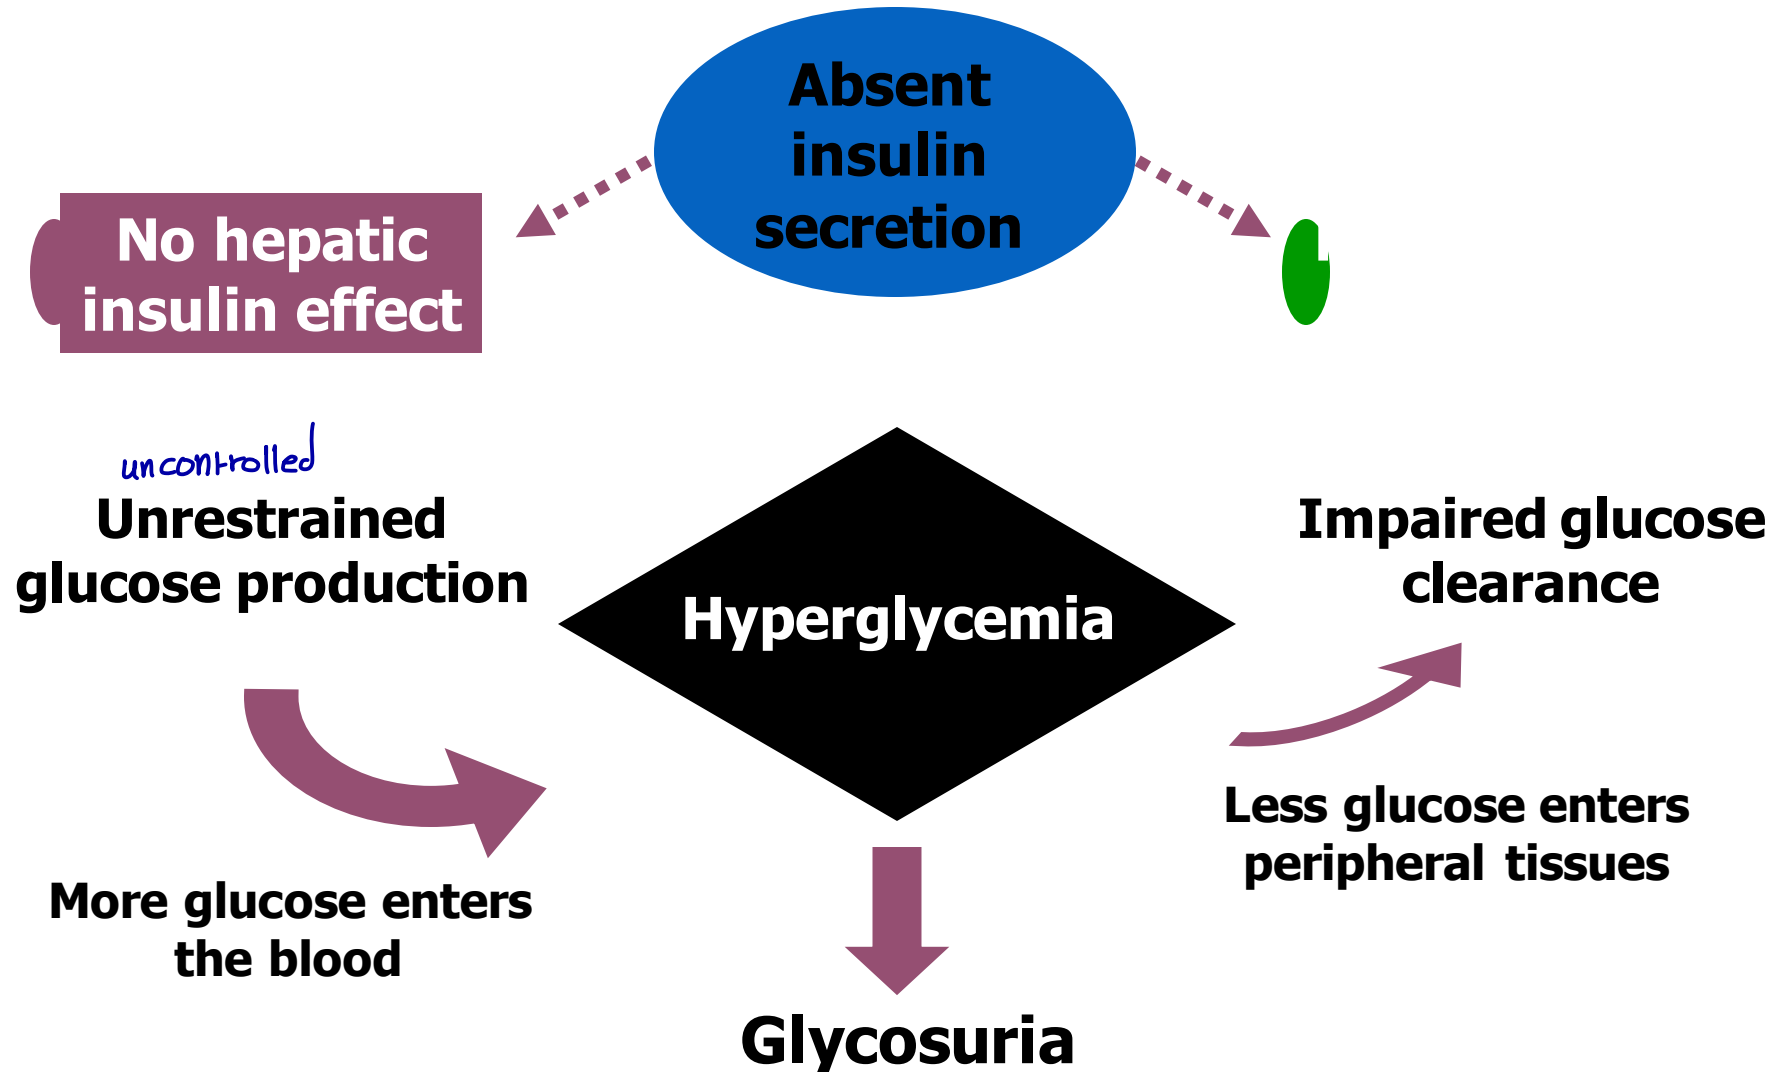 Absent
insulin
secretion
No hepatic
insulin effect
uncontrolled
Unrestrained
glucose production
Hyperglycemia
Impaired glucose
clearance
More glucose enters
the blood
Less glucose enters
peripheral tissues
Glycosuria